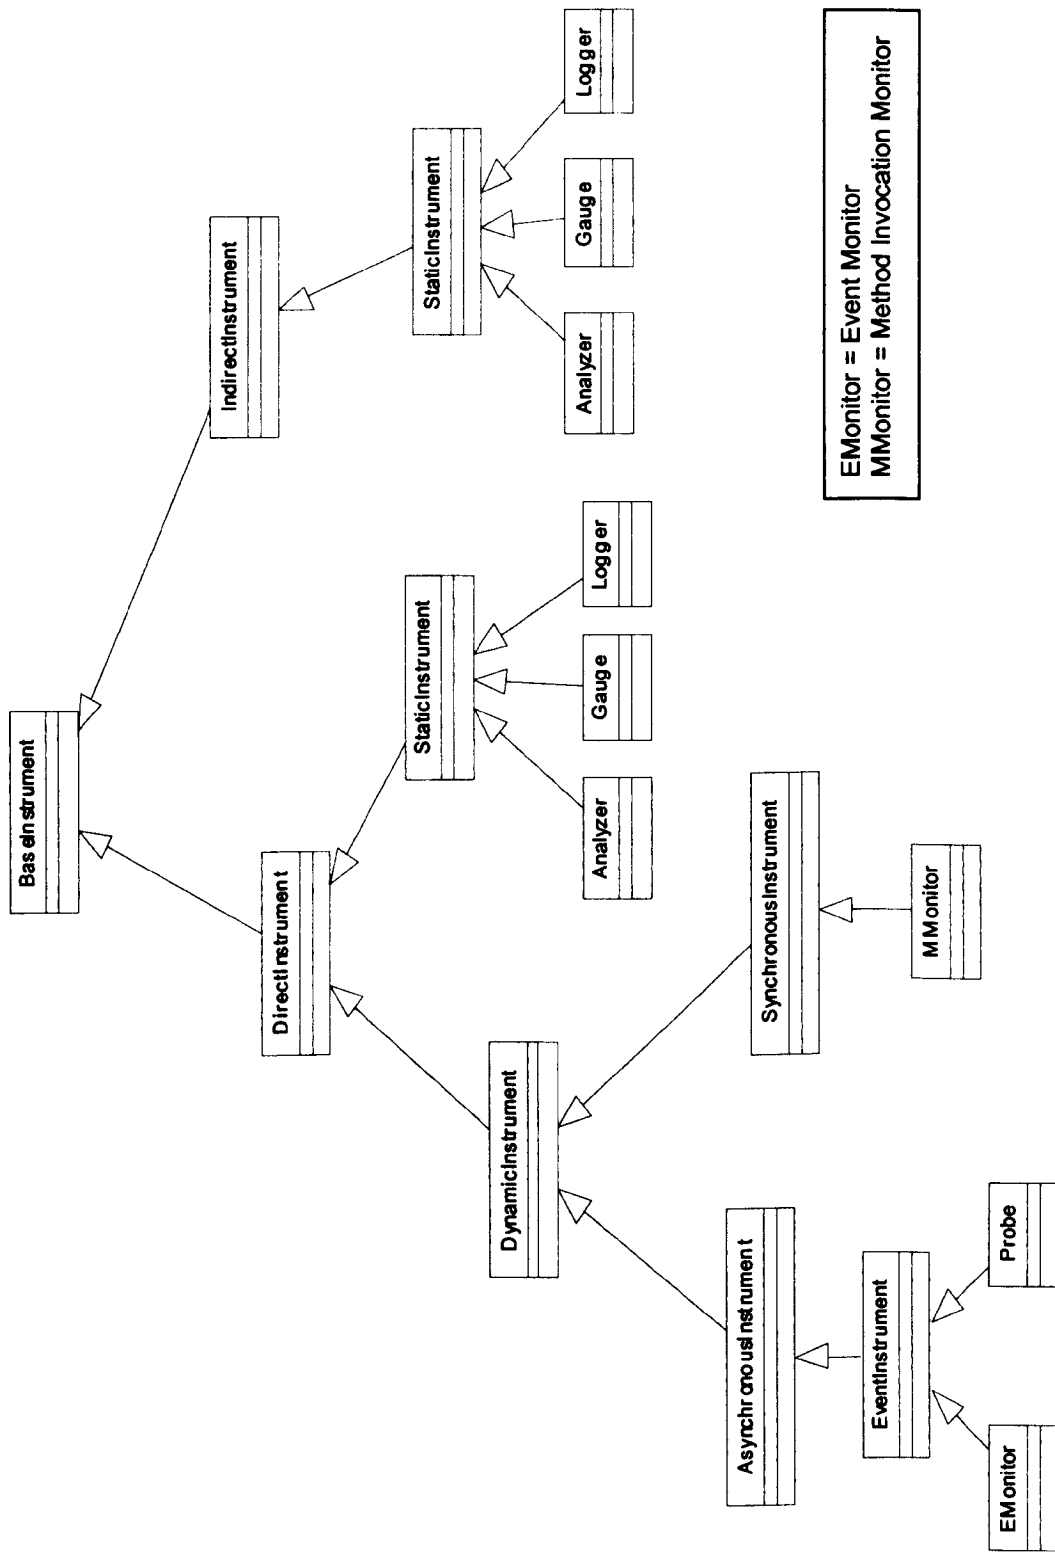 BaseInstrument
DirectInstrument
IndirectInstrument
DynamicInstrument
StaticInstrument
StaticInstrument
Analyzer
Gauge
Logger
Analyzer
Gauge
Logger
AsynchronousInstrument
SynchronousInstrument
EventInstrument
MMonitor
EMonitor
Probe
EMonitor = Event Monitor
MMonitor = Method Invocation Monitor